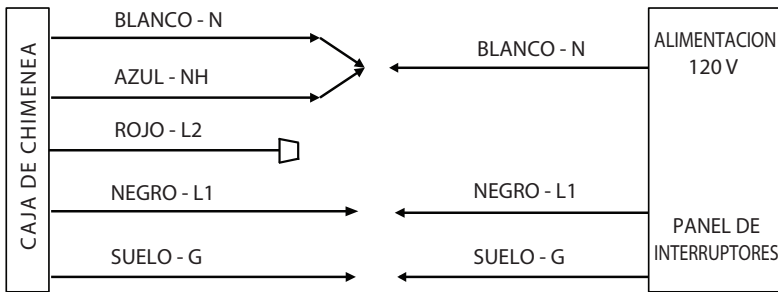 CAJA DE CHIMENEA
BLANCO - N
AZUL - NH
ROJO - L2
NEGRO - L1
SUELO - G
BLANCO - N
NEGRO - L1
SUELO - G
ALIMENTACION
120 V
PANEL DE
INTERRUPTORES